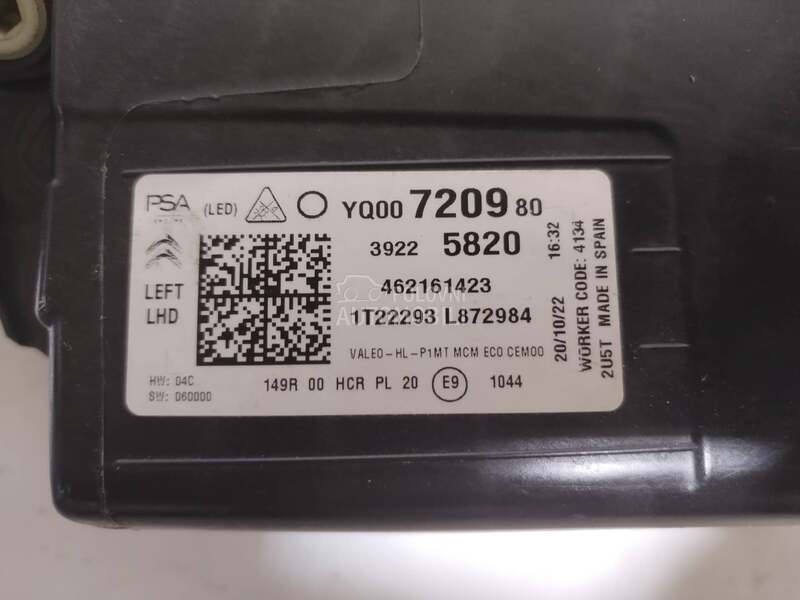 PSA (LED) YQ00 720980
3922 5820
462161423
LEFT
LHD
1T22293 L872984
POLOVNI
VALEO-HL-P1MT MCM ECO CEM00
HW: 04C
SW: 060000
149R 00 HCR PL 20 E9 1044
20/10/22 16:32
WORKER CODE: 4134
2U5T MADE IN SPAIN